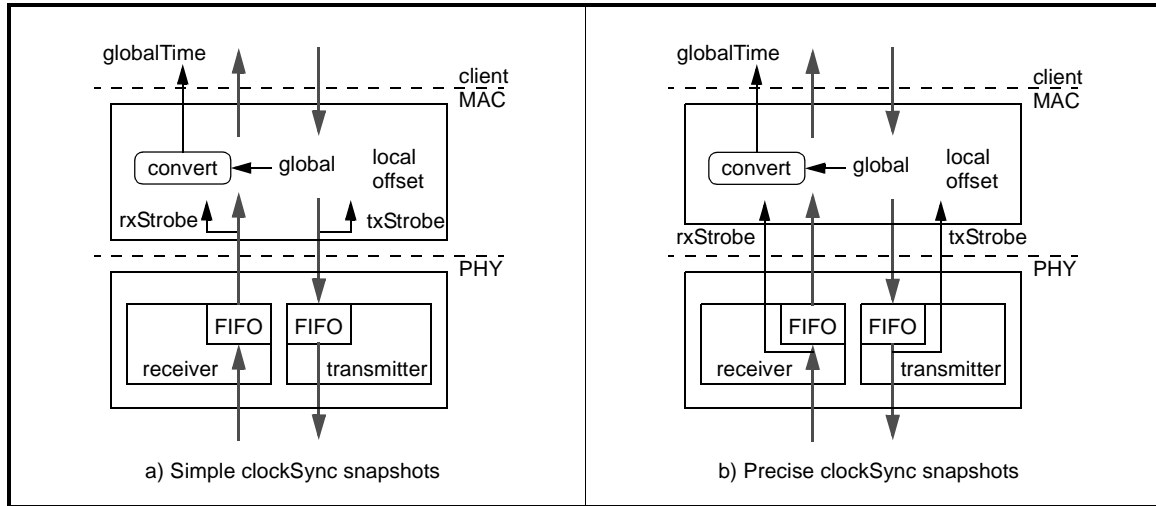 globalTime
client
MAC
convert
global
local
offset
rxStrobe
txStrobe
PHY
FIFO
FIFO
receiver
transmitter
a) Simple clockSync snapshots
globalTime
client
MAC
convert
global
local
offset
rxStrobe
txStrobe
PHY
FIFO
FIFO
receiver
transmitter
b) Precise clockSync snapshots